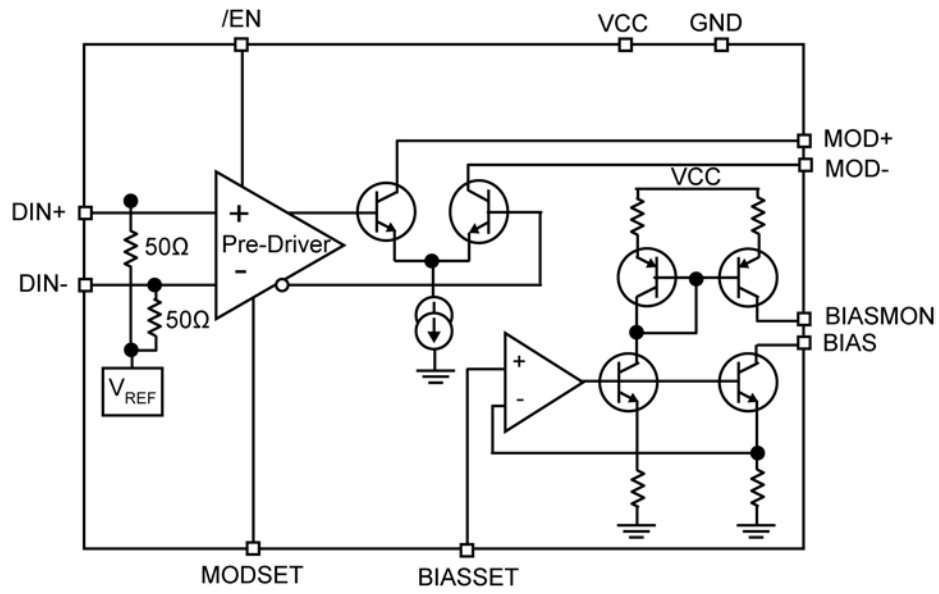 /EN
VCC
GND
MOD+
MOD-
VCC
DIN+
+
Pre-Driver
50Ω
DIN-
-
50Ω
BIASMON
BIAS
+
-
VREF
MODSET
BIASSET